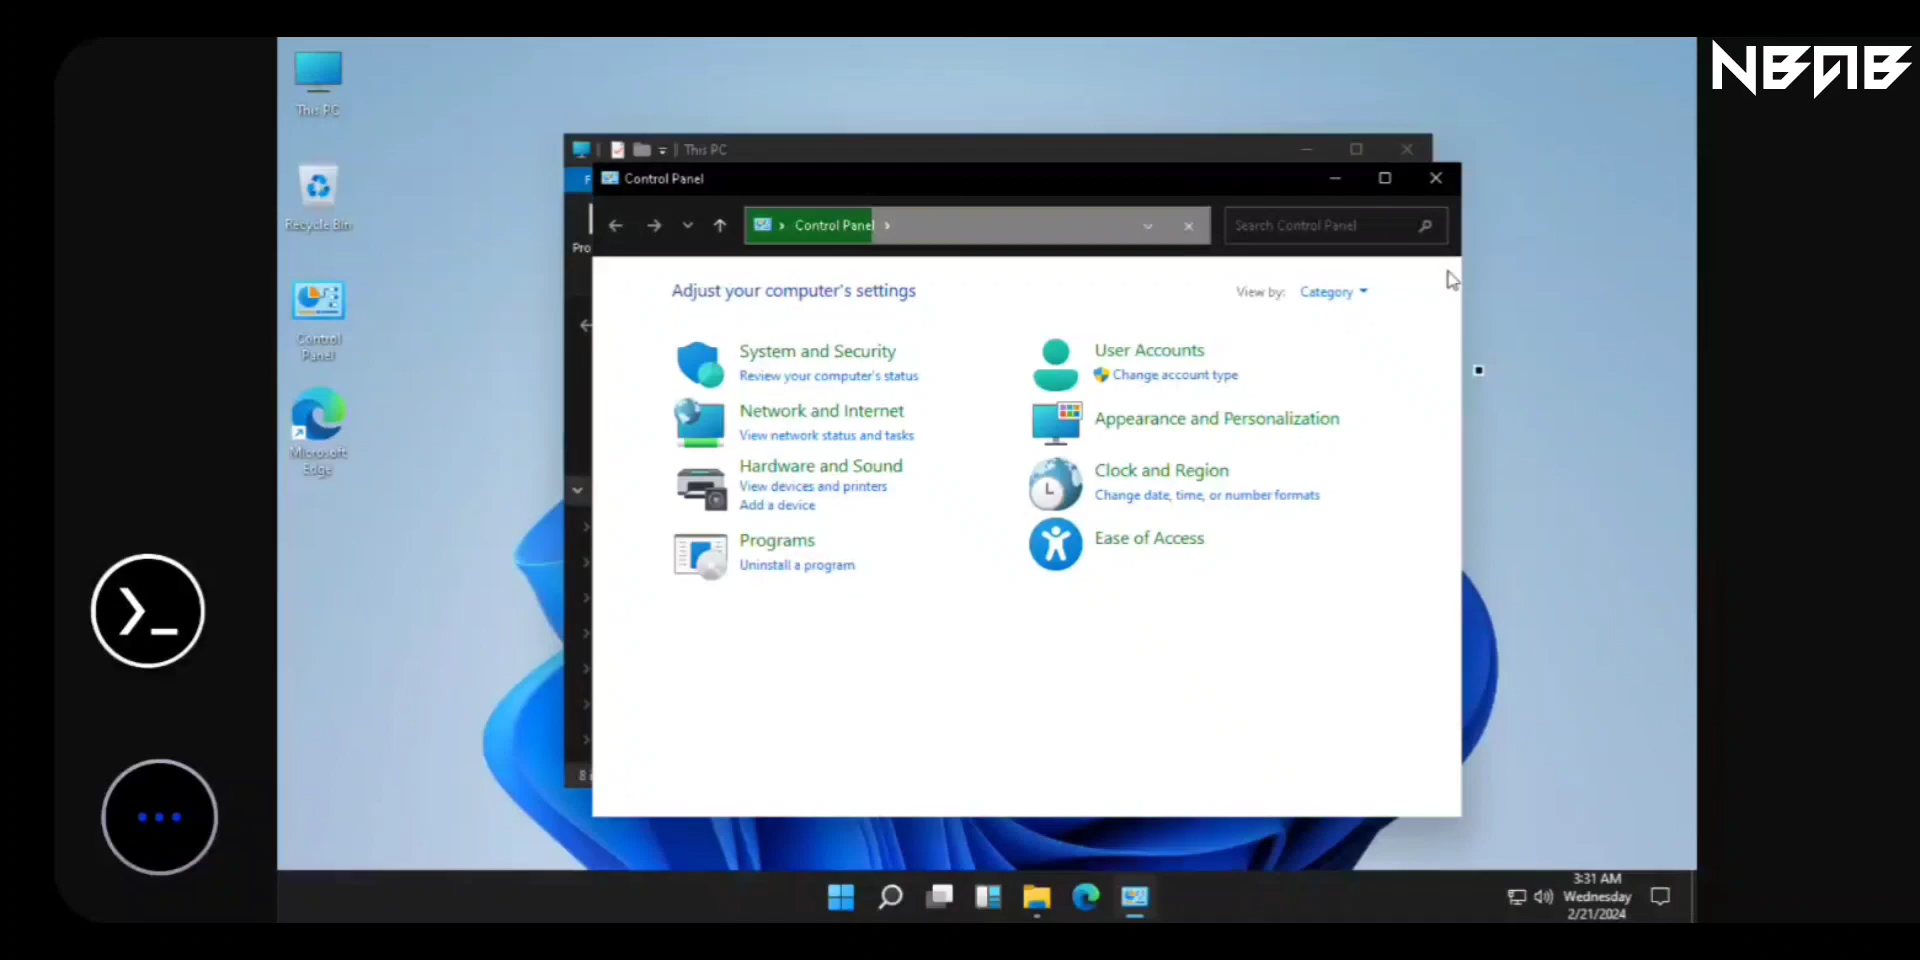 This PC
Recycle Bin
Control
Panel
Microsoft
Edge
NBAB
This PC
F
Pro
Control Panel
Control Panel
Search Control Panel
Adjust your computer's settings
View by: Category
System and Security
Review your computer's status
Network and Internet
View network status and tasks
Hardware and Sound
View devices and printers
Add a device
Programs
Uninstall a program
User Accounts
Change account type
Appearance and Personalization
Clock and Region
Change date, time, or number formats
Ease of Access
8
3:31 AM
Wednesday
2/21/2024